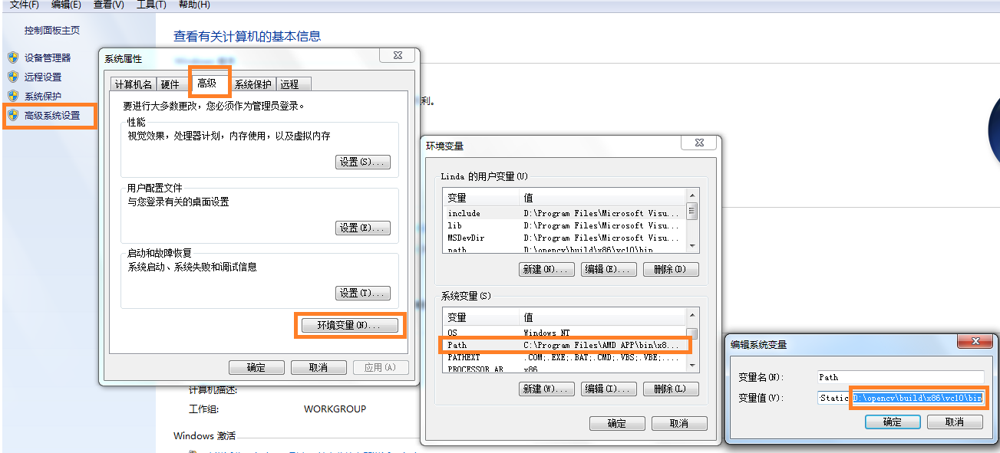 文件(F) 编辑(E) 查看(V) 工具(T) 帮助(H)
控制面板主页
设备管理器
远程设置
系统保护
高级系统设置
查看有关计算机的基本信息
利。
计算机描述:
工作组: WORKGROUP
Windows 激活
系统属性
计算机名 硬件 高级 系统保护 远程
要进行大多数更改，您必须作为管理员登录。
性能
视觉效果，处理器计划，内存使用，以及虚拟内存
设置(S)...
用户配置文件
与您登录有关的桌面设置
设置(E)...
启动和故障恢复
系统启动、系统失败和调试信息
设置(T)...
环境变量(N)...
确定 取消 应用(A)
环境变量
Linda 的用户变量(U)
变量 值
include D:\Program Files\Microsoft Visu...
lib D:\Program Files\Microsoft Visu...
MSDevDir D:\Program Files\Microsoft Visu...
path D:\opencv\build\x86\vc10\bin
新建(N)... 编辑(E)... 删除(D)
系统变量(S)
变量 值
OS Windows_NT
Path C:\Program Files\AMD APP\bin\x8...
PATHEXT .COM;.EXE;.BAT;.CMD;.VBS;.VBE;....
PROCESSOR_AR x86
新建(W)... 编辑(I)... 删除(L)
确定 取消
编辑系统变量
变量名(N): Path
变量值(V): Static;D:\opencv\build\x86\vc10\bin
确定 取消